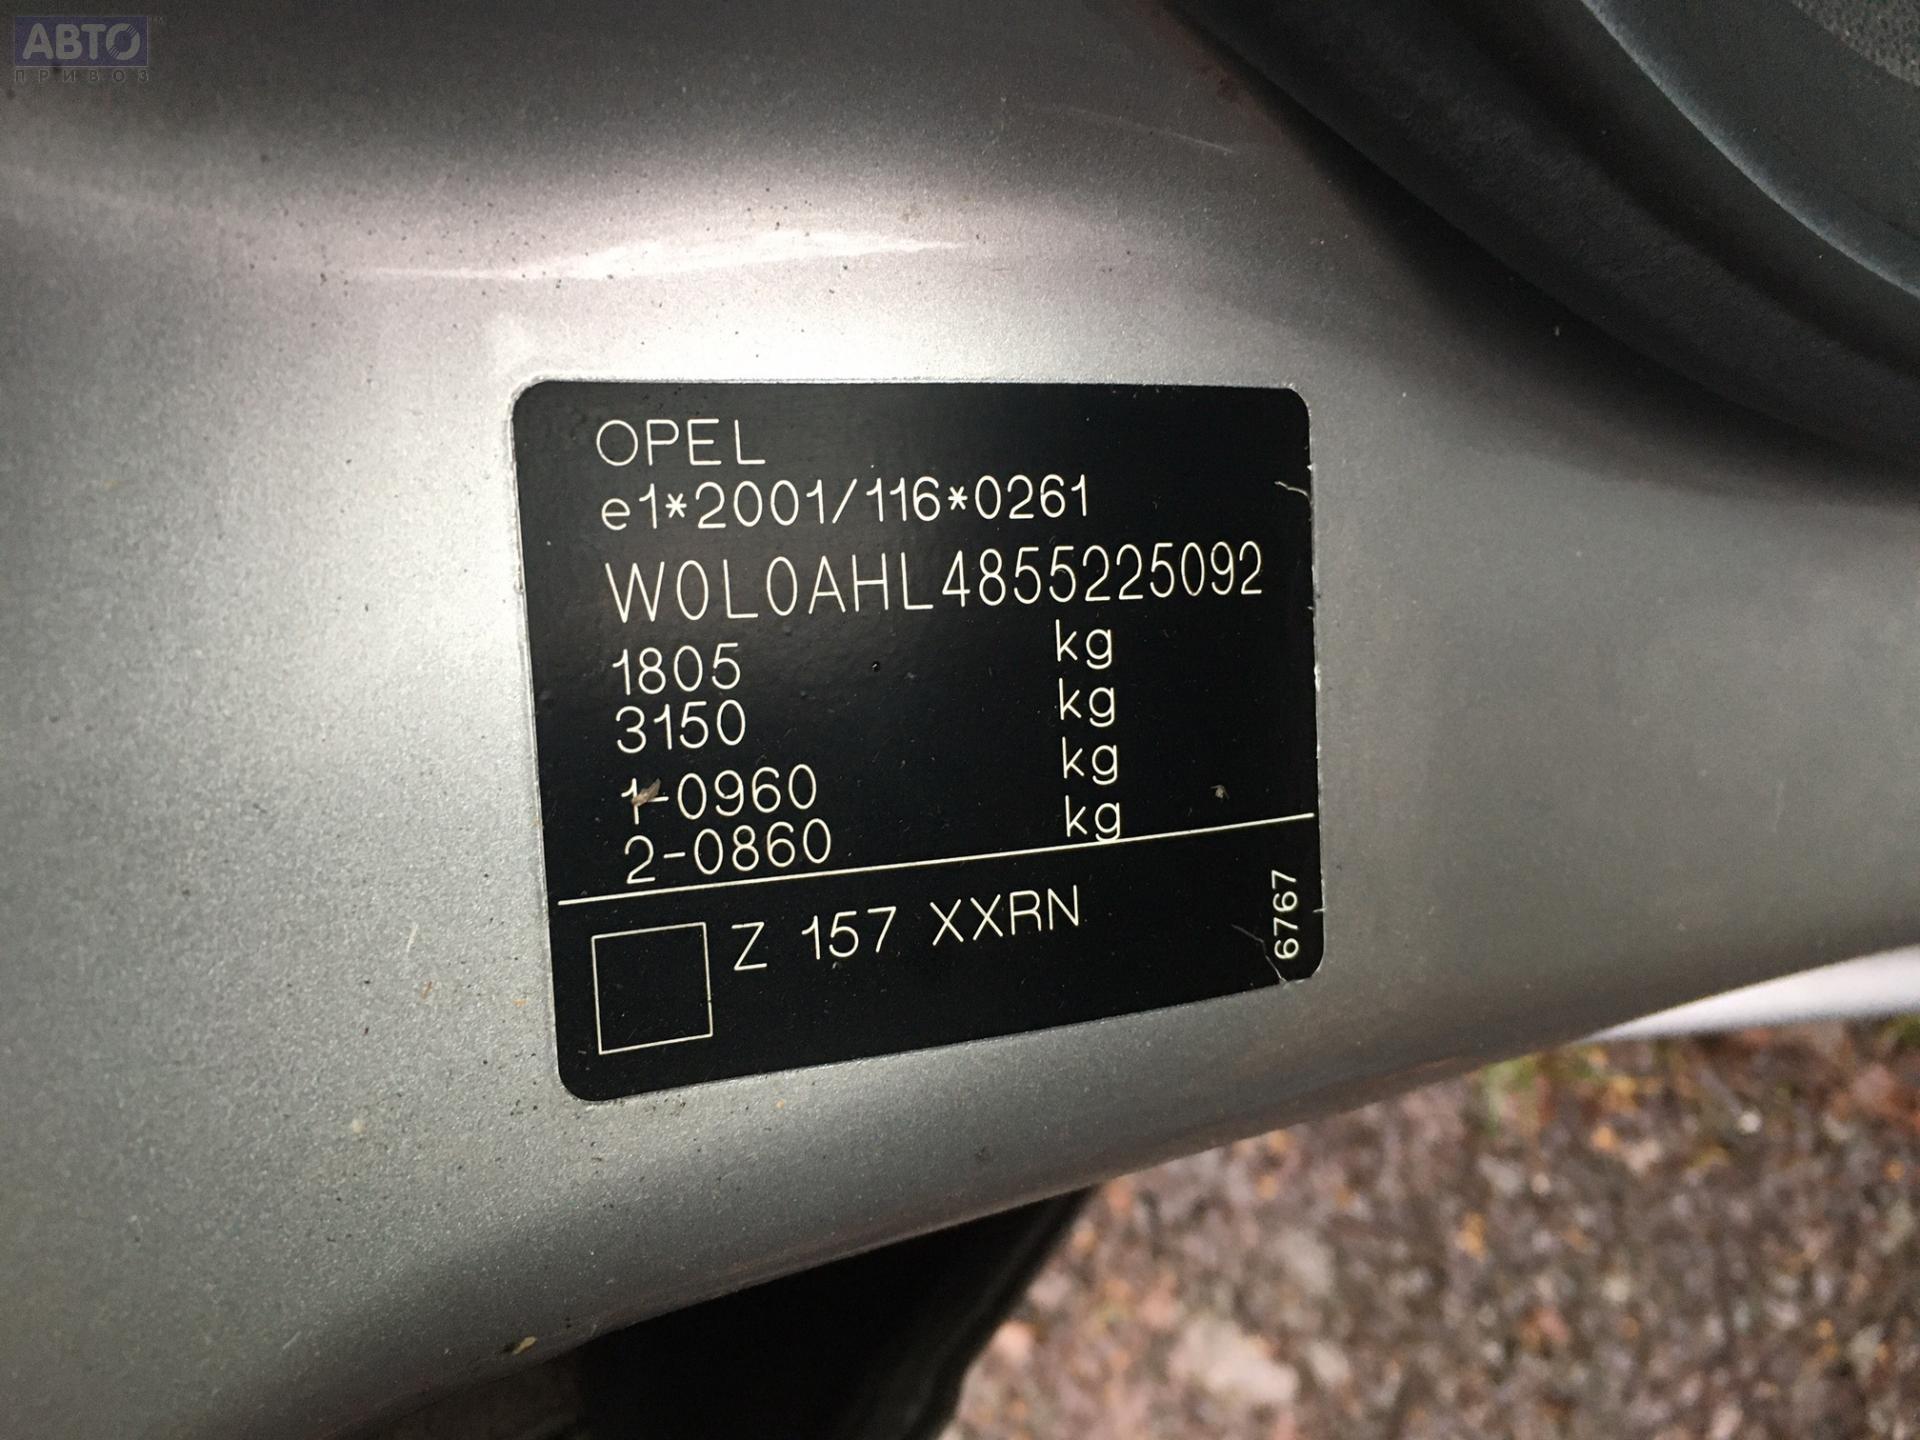 АВТО
ПРИВОЗ
OPEL
e1*2001/116*0261
W0L0AHL4855225092
1805 kg
3150 kg
1-0960 kg
2-0860 kg
Z 157 XXRN
6767